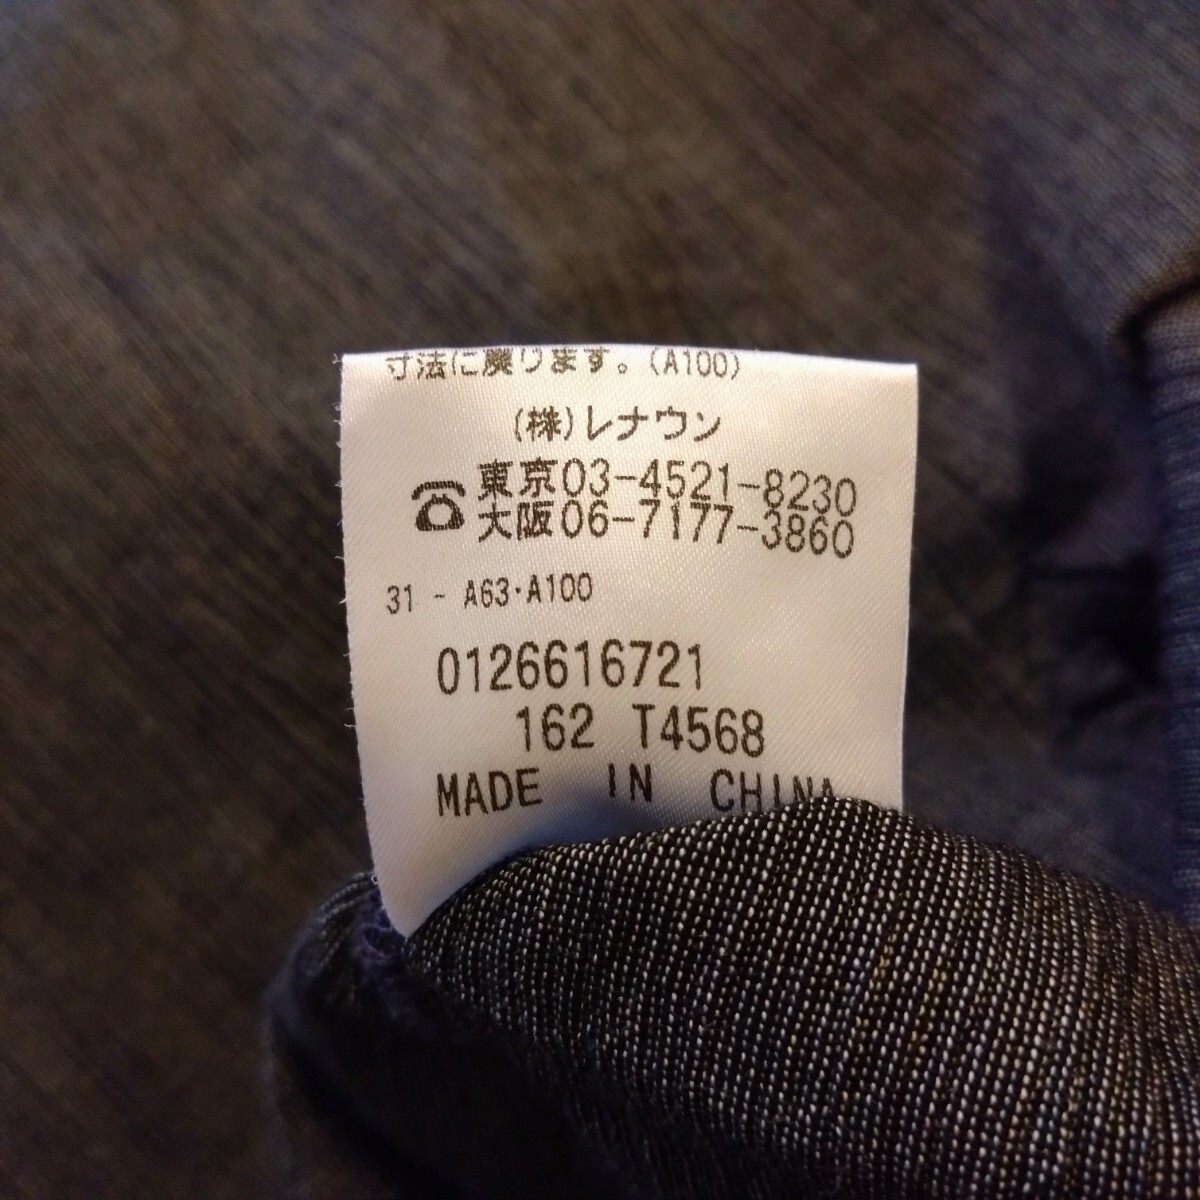 寸法に戻ります。(A100)
(株)レナウン
☎東京03-4521-8230
大阪06-7177-3860
31 - A63・A100
0126616721
162 T4568
MADE IN CHINA